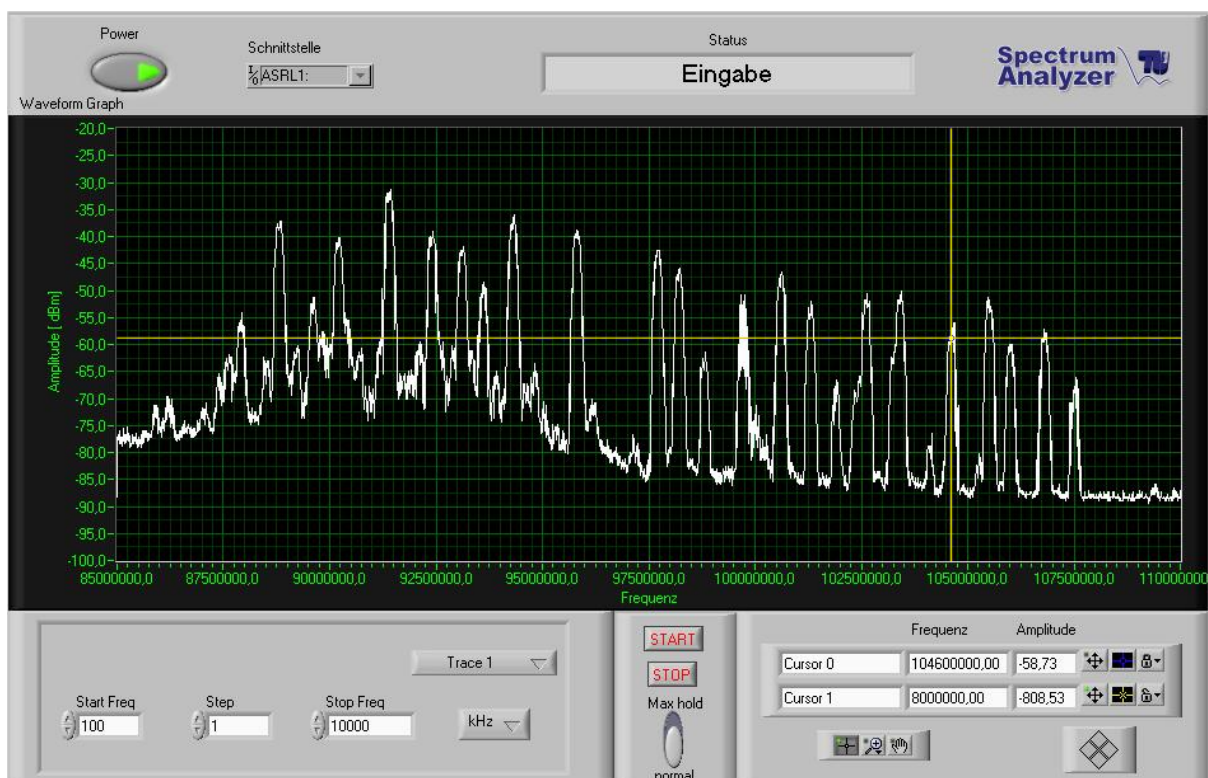 Power
Schnittstelle
ASRL1:
Status
Eingabe
Spectrum
Analyzer
Waveform Graph
-20,0
-25,0
-30,0
-35,0
-40,0
-45,0
-50,0
-55,0
-60,0
-65,0
-70,0
-75,0
-80,0
-85,0
-90,0
-95,0
-100,0
Amplitude [ dBm]
85000000,0 87500000,0 90000000,0 92500000,0 95000000,0 97500000,0 100000000,0 102500000,0 105000000,0 107500000,0 110000000
Frequenz
Trace 1
Start Freq Step Stop Freq
100 1 10000 kHz
START
STOP
Max hold
normal
Frequenz Amplitude
Cursor 0 104600000,00 -58,73
Cursor 1 8000000,00 -808,53